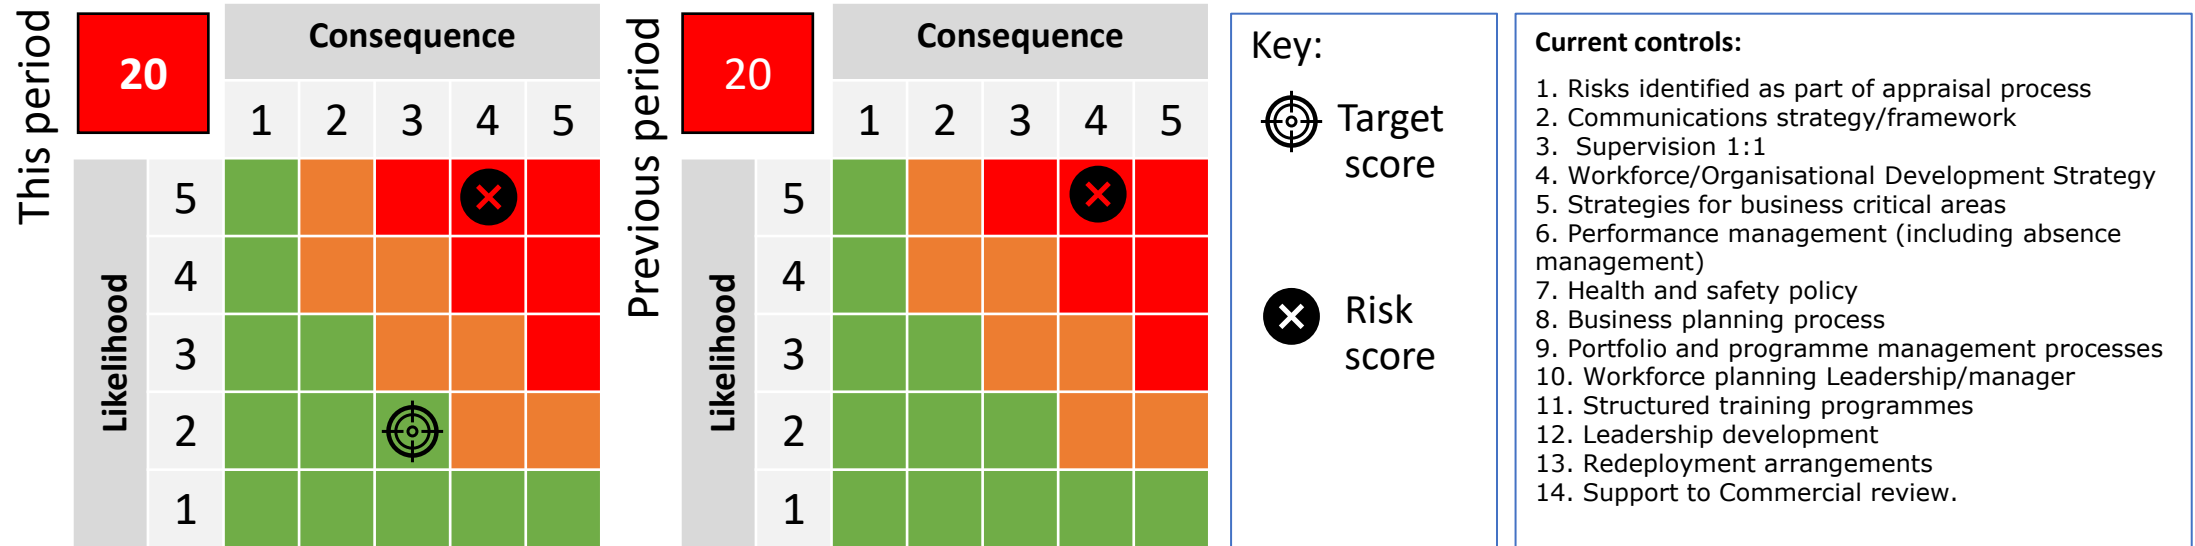 This period
20
Consequence
1 2 3 4 5
Likelihood
5
4
3
2
1
Previous period
20
Consequence
1 2 3 4 5
Likelihood
5
4
3
2
1
Key:
Target
score
Risk
score
Current controls:
1. Risks identified as part of appraisal process
2. Communications strategy/framework
3.  Supervision 1:1
4. Workforce/Organisational Development Strategy
5. Strategies for business critical areas
6. Performance management (including absence
management)
7. Health and safety policy
8. Business planning process
9. Portfolio and programme management processes
10. Workforce planning Leadership/manager
11. Structured training programmes
12. Leadership development
13. Redeployment arrangements
14. Support to Commercial review.